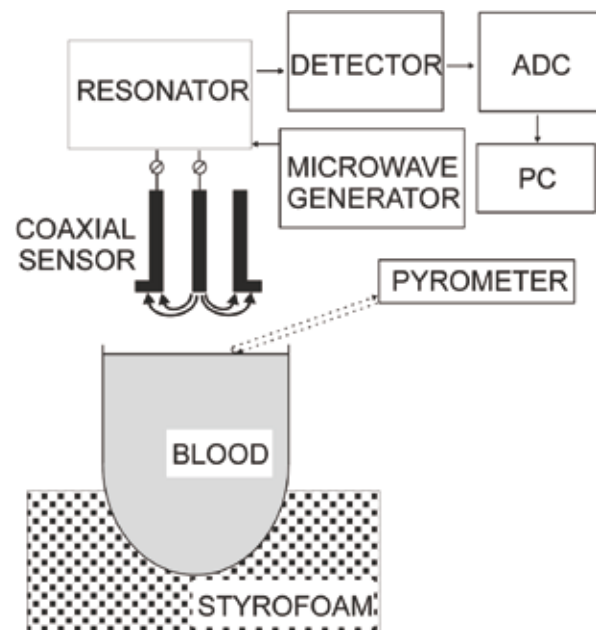 RESONATOR
DETECTOR
ADC
MICROWAVE
GENERATOR
PC
COAXIAL
SENSOR
PYROMETER
BLOOD
STYROFOAM